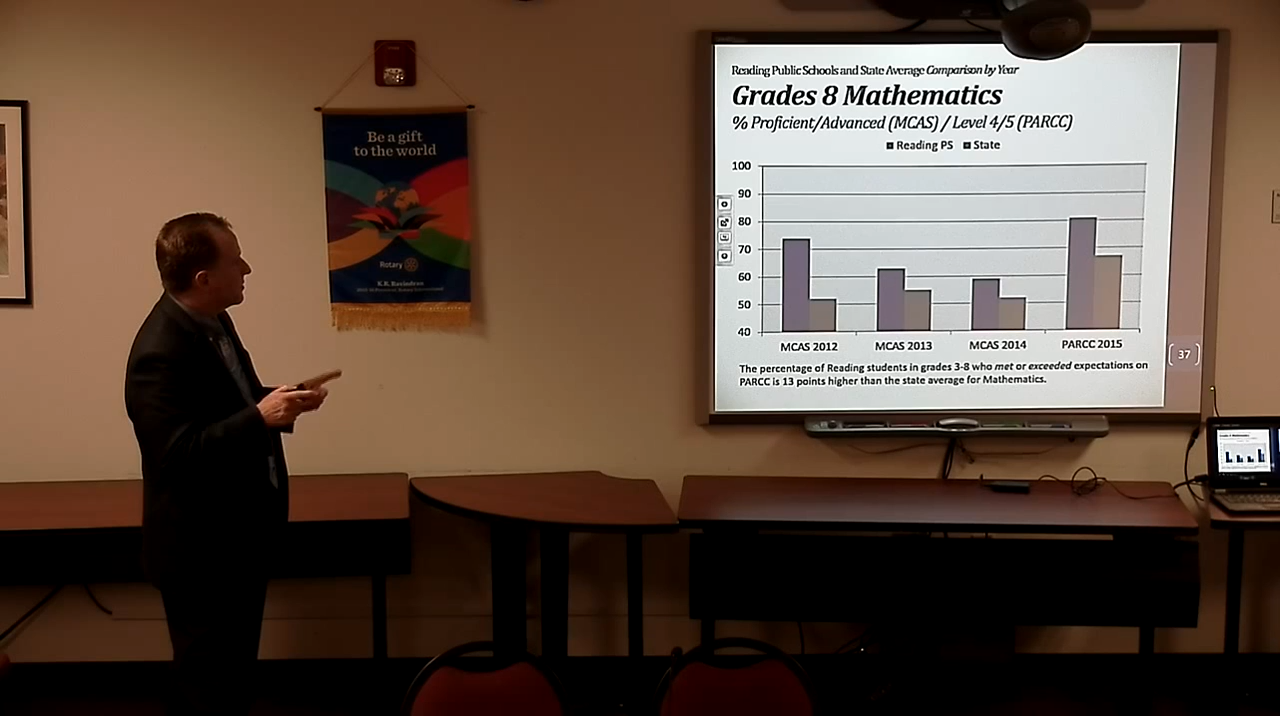 Be a gift
to the world
Rotary
K.R. Ravindran
Reading Public Schools and State Average Comparison by Year
Grades 8 Mathematics
% Proficient/Advanced (MCAS) / Level 4/5 (PARCC)
Reading PS State
100
90
80
70
60
50
40
MCAS 2012 MCAS 2013 MCAS 2014 PARCC 2015
37
The percentage of Reading students in grades 3-8 who met or exceeded expectations on
PARCC is 13 points higher than the state average for Mathematics.